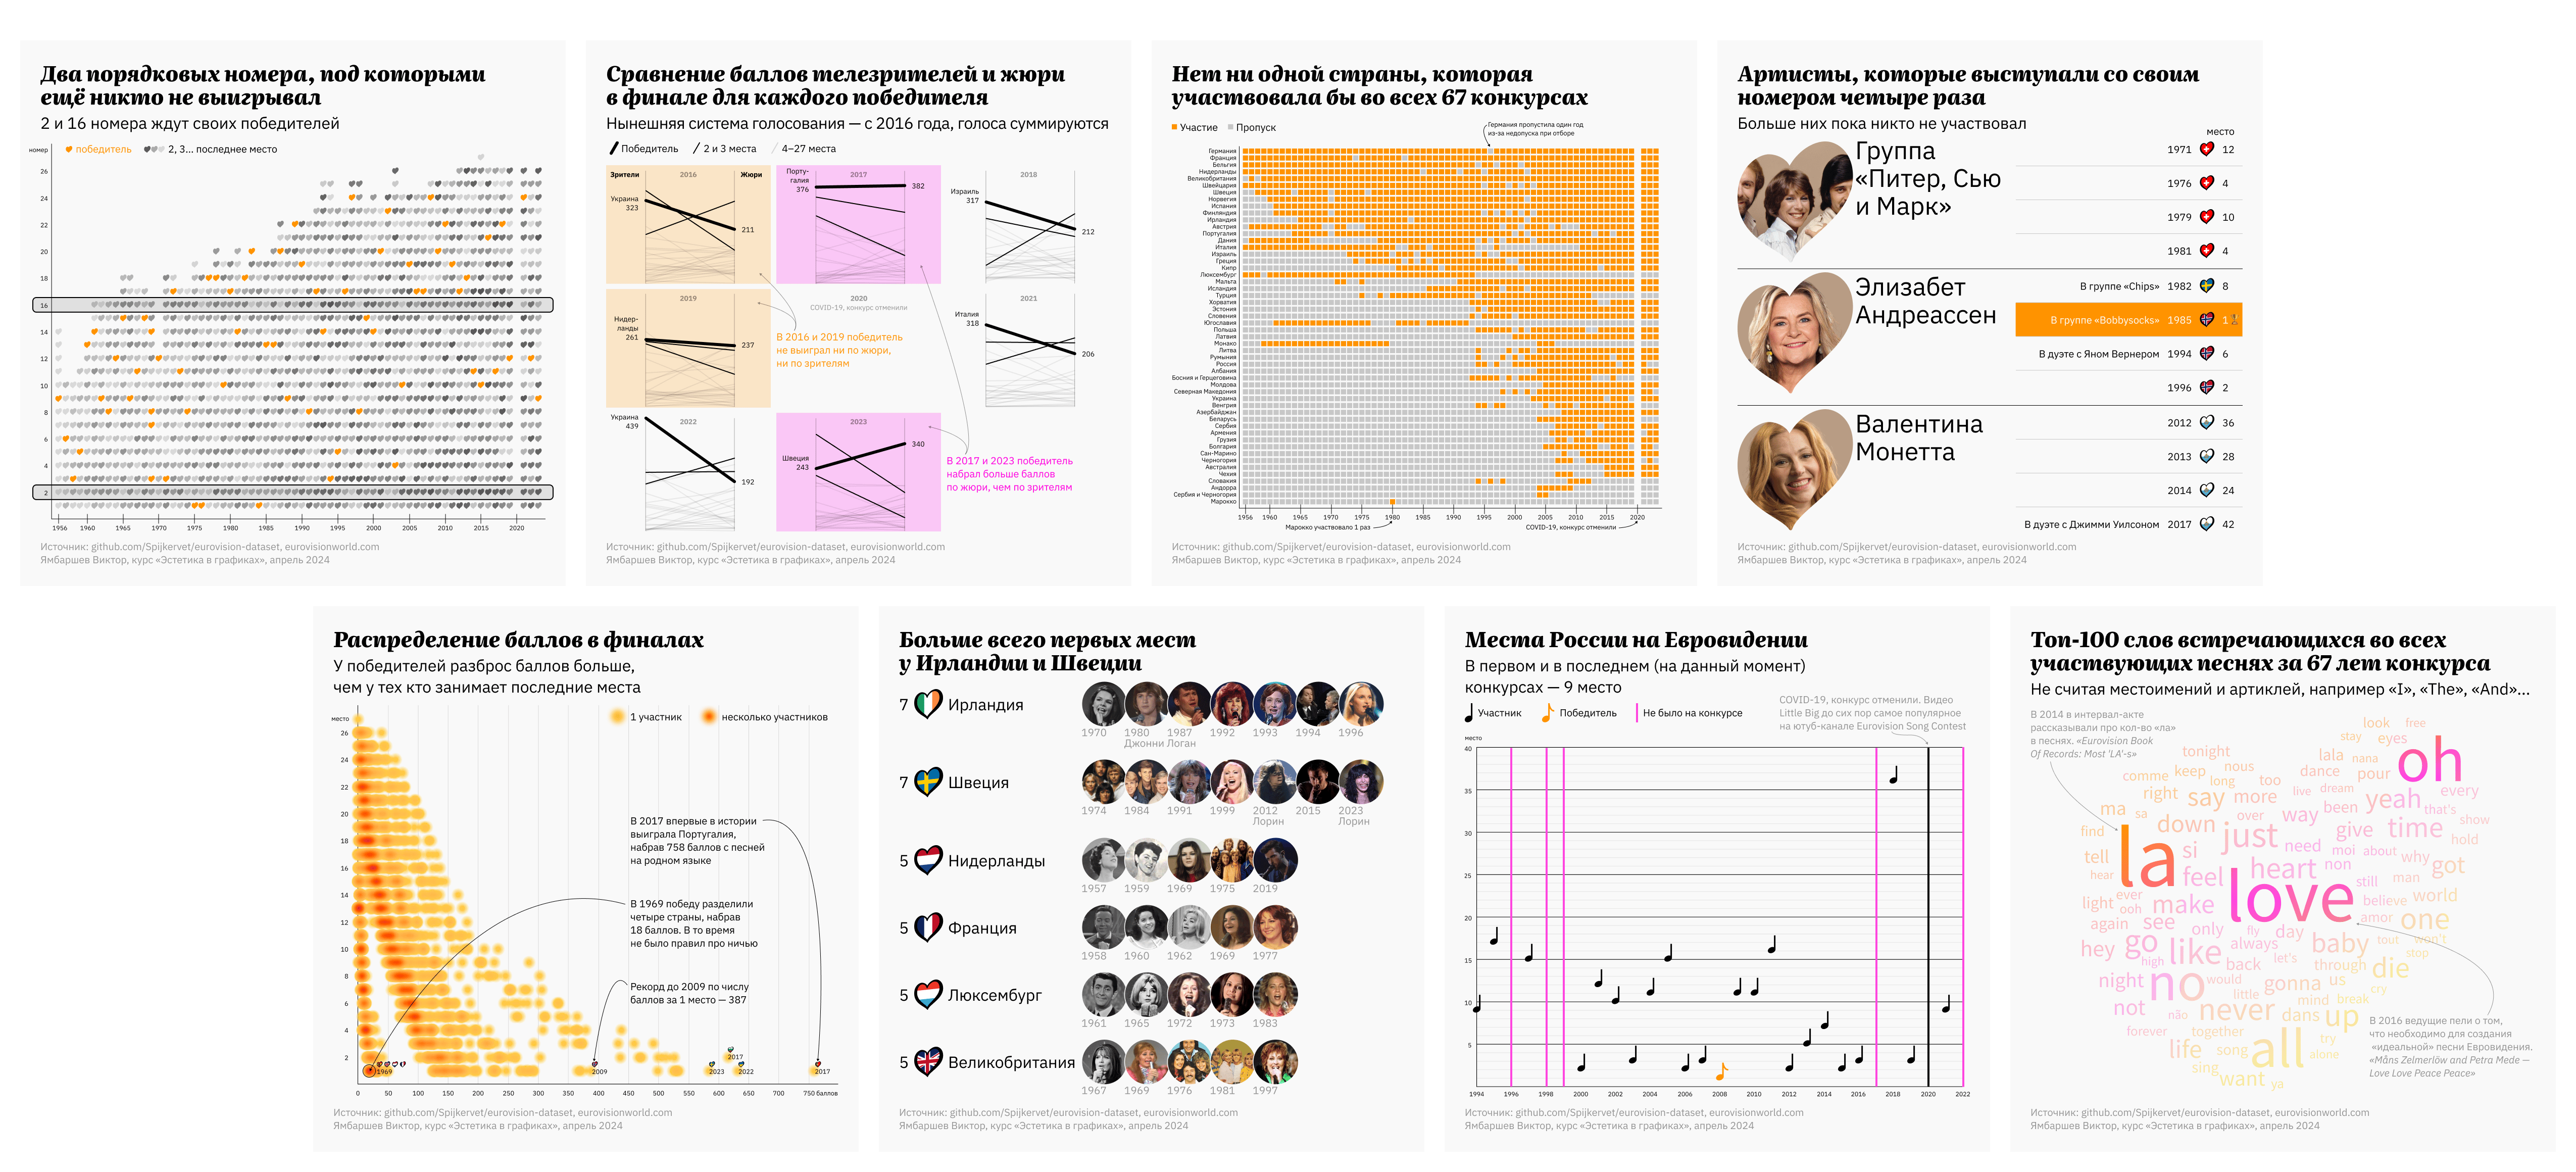 Два порядковых номера, под которыми
ещё никто не выигрывал
2 и 16 номера ждут своих победителей
номер
победитель
2, 3... последнее место
26
24
22
20
18
16
14
12
10
8
6
4
2
1956 1960 1965 1970 1975 1980 1985 1990 1995 2000 2005 2010 2015 2020
Источник: github.com/Spijkervet/eurovision-dataset, eurovisionworld.com
Ямбаршев Виктор, курс «Эстетика в графиках», апрель 2024
Сравнение баллов телезрителей и жюри
в финале для каждого победителя
Нынешняя система голосования — с 2016 года, голоса суммируются
Победитель
2 и 3 места
4–27 места
Зрители 2016 Жюри
Украина
323
211
2017
Порту-
галия
376
382
2018
Израиль
317
212
2019
Нидер-
ланды
261
237
2020
COVID-19, конкурс отменили
В 2016 и 2019 победитель
не выиграл ни по жюри,
ни по зрителям
2021
Италия
318
206
2022
Украина
439
192
2023
Швеция
243
340
В 2017 и 2023 победитель
набрал больше баллов
по жюри, чем по зрителям
Источник: github.com/Spijkervet/eurovision-dataset, eurovisionworld.com
Ямбаршев Виктор, курс «Эстетика в графиках», апрель 2024
Нет ни одной страны, которая
участвовала бы во всех 67 конкурсах
Участие
Пропуск
Германия пропустила один год
из-за недопуска при отборе
Германия
Франция
Бельгия
Нидерланды
Великобритания
Швейцария
Швеция
Норвегия
Испания
Финляндия
Ирландия
Австрия
Португалия
Дания
Италия
Израиль
Греция
Кипр
Люксембург
Мальта
Исландия
Турция
Хорватия
Эстония
Словения
Югославия
Польша
Латвия
Монако
Литва
Румыния
Россия
Албания
Босния и Герцеговина
Молдова
Северная Македония
Украина
Венгрия
Азербайджан
Беларусь
Сербия
Армения
Грузия
Болгария
Сан-Марино
Черногория
Австралия
Чехия
Словакия
Андорра
Сербия и Черногория
Марокко
1956 1960 1965 1970 1975 1980 1985 1990 1995 2000 2005 2010 2015 2020
Марокко участвовало 1 раз
COVID-19, конкурс отменили
Источник: github.com/Spijkervet/eurovision-dataset, eurovisionworld.com
Ямбаршев Виктор, курс «Эстетика в графиках», апрель 2024
Артисты, которые выступали со своим
номером четыре раза
Больше них пока никто не участвовал
место
Группа
«Питер, Сью
и Марк»
1971 12
1976 4
1979 10
1981 4
Элизабет
Андреассен
В группе «Chips» 1982 8
В группе «Bobbysocks» 1985 1
В дуэте с Яном Вернером 1994 6
1996 2
Валентина
Монетта
2012 36
2013 28
2014 24
В дуэте с Джимми Уилсоном 2017 42
Источник: github.com/Spijkervet/eurovision-dataset, eurovisionworld.com
Ямбаршев Виктор, курс «Эстетика в графиках», апрель 2024
Распределение баллов в финалах
У победителей разброс баллов больше,
чем у тех кто занимает последние места
место
1 участник
несколько участников
26
24
22
20
18
16
14
12
10
8
6
4
2
В 2017 впервые в истории
выиграла Португалия,
набрав 758 баллов с песней
на родном языке
В 1969 победу разделили
четыре страны, набрав
18 баллов. В то время
не было правил про ничью
Рекорд до 2009 по числу
баллов за 1 место — 387
2017
1969 2009 2023 2022 2017
0 50 100 150 200 250 300 350 400 450 500 550 600 650 700 750 баллов
Источник: github.com/Spijkervet/eurovision-dataset, eurovisionworld.com
Ямбаршев Виктор, курс «Эстетика в графиках», апрель 2024
Больше всего первых мест
у Ирландии и Швеции
7 Ирландия
1970 1980 1987 1992 1993 1994 1996
Джонни Логан
7 Швеция
1974 1984 1991 1999 2012 2015 2023
Лорин Лорин
5 Нидерланды
1957 1959 1969 1975 2019
5 Франция
1958 1960 1962 1969 1977
5 Люксембург
1961 1965 1972 1973 1983
5 Великобритания
1967 1969 1976 1981 1997
Источник: github.com/Spijkervet/eurovision-dataset, eurovisionworld.com
Ямбаршев Виктор, курс «Эстетика в графиках», апрель 2024
Места России на Евровидении
В первом и в последнем (на данный момент)
конкурсах — 9 место
Участник
Победитель
Не было на конкурсе
COVID-19, конкурс отменили. Видео
Little Big до сих пор самое популярное
на ютуб-канале Eurovision Song Contest
место
40
35
30
25
20
15
10
5
1994 1996 1998 2000 2002 2004 2006 2008 2010 2012 2014 2016 2018 2020 2022
Источник: github.com/Spijkervet/eurovision-dataset, eurovisionworld.com
Ямбаршев Виктор, курс «Эстетика в графиках», апрель 2024
Топ-100 слов встречающихся во всех
участвующих песнях за 67 лет конкурса
Не считая местоимений и артиклей, например «I», «The», «And»...
В 2014 в интервал-акте
рассказывали про кол-во «ла»
в песнях. «Eurovision Book
Of Records: Most 'LA'-s»
look free
stay eyes
oh
tonight lala nana
comme keep nous long too dance pour
right say more live dream every
ma sa over way been yeah that's
find down just need give time show
tell la si moi about why hold
hear feel heart non got
ever love still man world
light ooh make believe
again see only fly day amor one
hey go like always baby tout won't
high back let's through die stop
night no would gonna us cry
little mind break
not não never dans up
forever together try
life song all alone
sing want ya
В 2016 ведущие пели о том,
что необходимо для создания
«идеальной» песни Евровидения.
«Måns Zelmerlöw and Petra Mede —
Love Love Peace Peace»
Источник: github.com/Spijkervet/eurovision-dataset, eurovisionworld.com
Ямбаршев Виктор, курс «Эстетика в графиках», апрель 2024